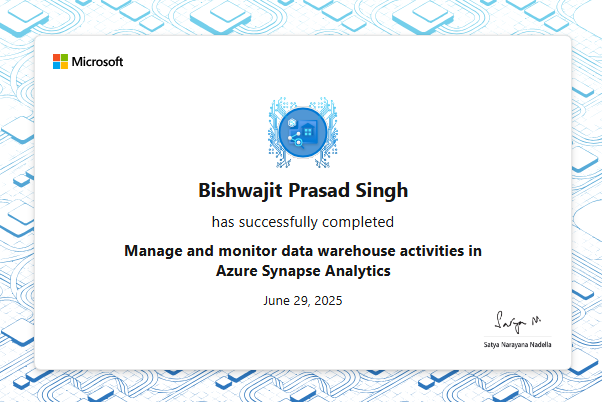 Microsoft
Bishwajit Prasad Singh
has successfully completed
Manage and monitor data warehouse activities in
Azure Synapse Analytics
June 29, 2025
Satya N.
Satya Narayana Nadella